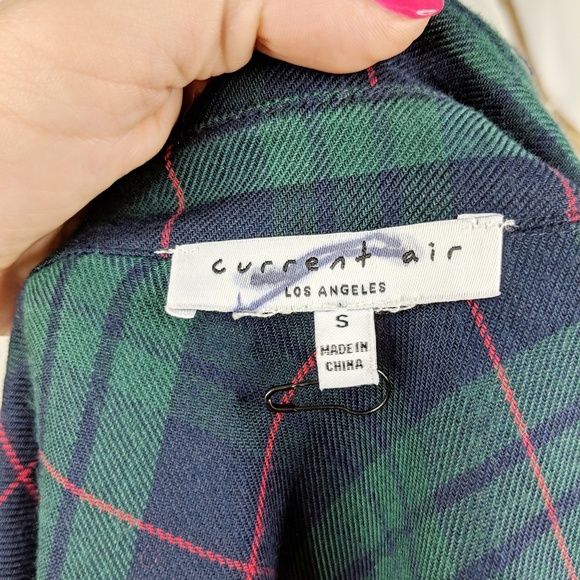 current air
LOS ANGELES
S
MADE IN
CHINA